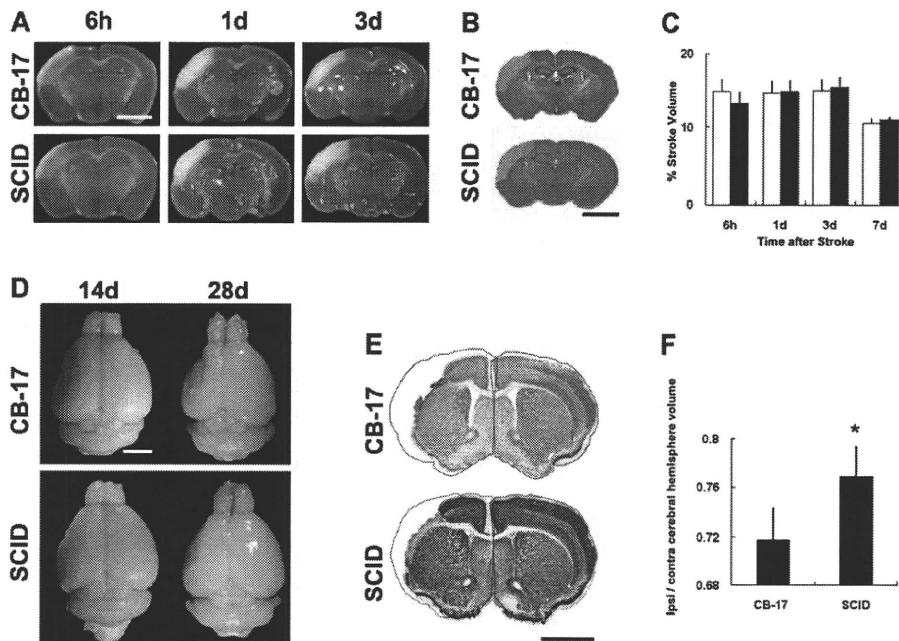 A
6h 1d 3d
CB-17
SCID
B
CB-17
SCID
C
% Stroke Volume
20
10
0
6h 1d 3d 7d
Time after Stroke
D
14d 28d
CB-17
SCID
E
CB-17
SCID
F
Ipsi / contra cerebral hemisphere volume
0.8
0.76
0.72
0.68
*
CB-17 SCID